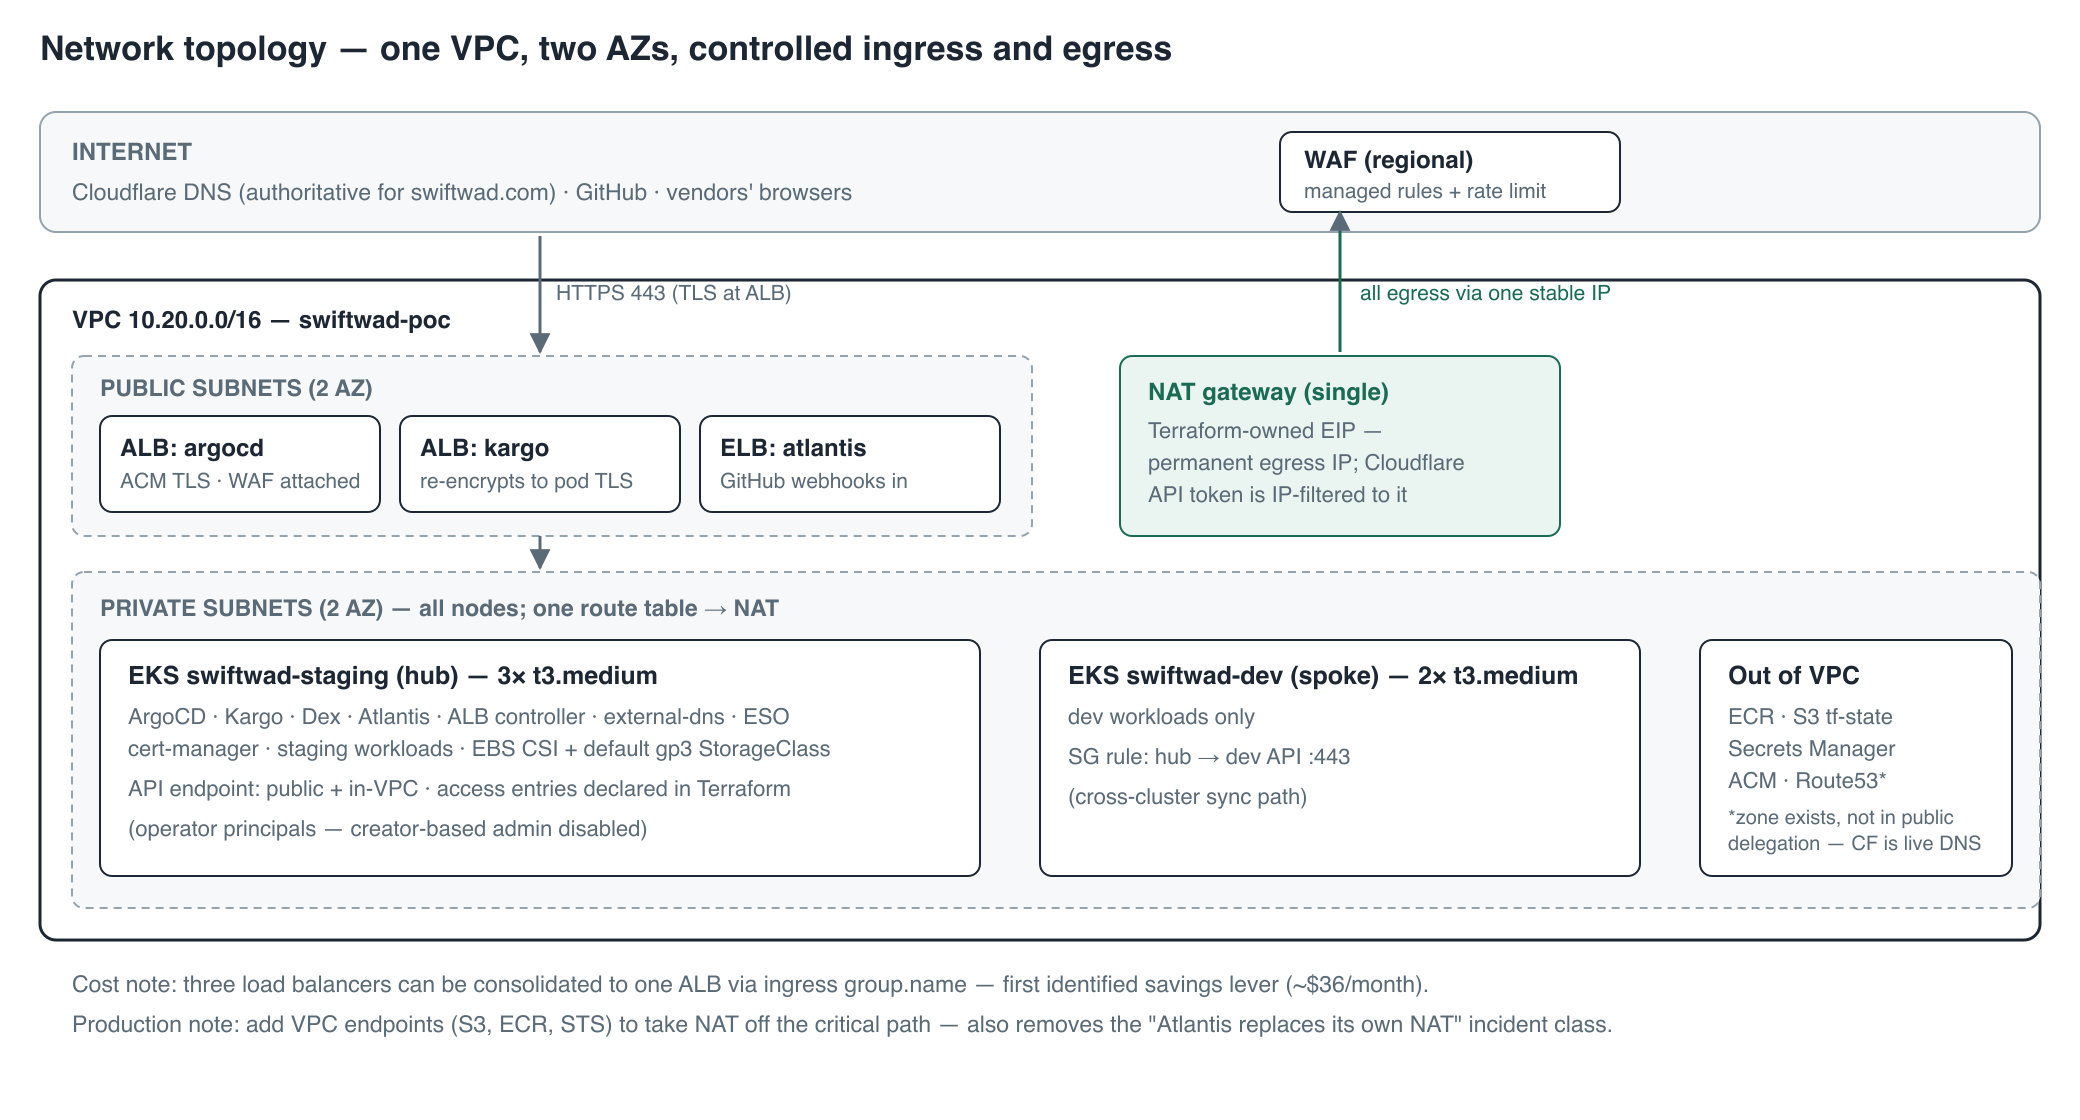 Network topology — one VPC, two AZs, controlled ingress and egress
INTERNET
Cloudflare DNS (authoritative for swiftwad.com) · GitHub · vendors' browsers
WAF (regional)
managed rules + rate limit
HTTPS 443 (TLS at ALB)
all egress via one stable IP
VPC 10.20.0.0/16 — swiftwad-poc
PUBLIC SUBNETS (2 AZ)
ALB: argocd
ACM TLS · WAF attached
ALB: kargo
re-encrypts to pod TLS
ELB: atlantis
GitHub webhooks in
NAT gateway (single)
Terraform-owned EIP —
permanent egress IP; Cloudflare
API token is IP-filtered to it
PRIVATE SUBNETS (2 AZ) — all nodes; one route table → NAT
EKS swiftwad-staging (hub) — 3× t3.medium
ArgoCD · Kargo · Dex · Atlantis · ALB controller · external-dns · ESO
cert-manager · staging workloads · EBS CSI + default gp3 StorageClass
API endpoint: public + in-VPC · access entries declared in Terraform
(operator principals — creator-based admin disabled)
EKS swiftwad-dev (spoke) — 2× t3.medium
dev workloads only
SG rule: hub → dev API :443
(cross-cluster sync path)
Out of VPC
ECR · S3 tf-state
Secrets Manager
ACM · Route53*
*zone exists, not in public
delegation — CF is live DNS
Cost note: three load balancers can be consolidated to one ALB via ingress group.name — first identified savings lever (~$36/month).
Production note: add VPC endpoints (S3, ECR, STS) to take NAT off the critical path — also removes the "Atlantis replaces its own NAT" incident class.